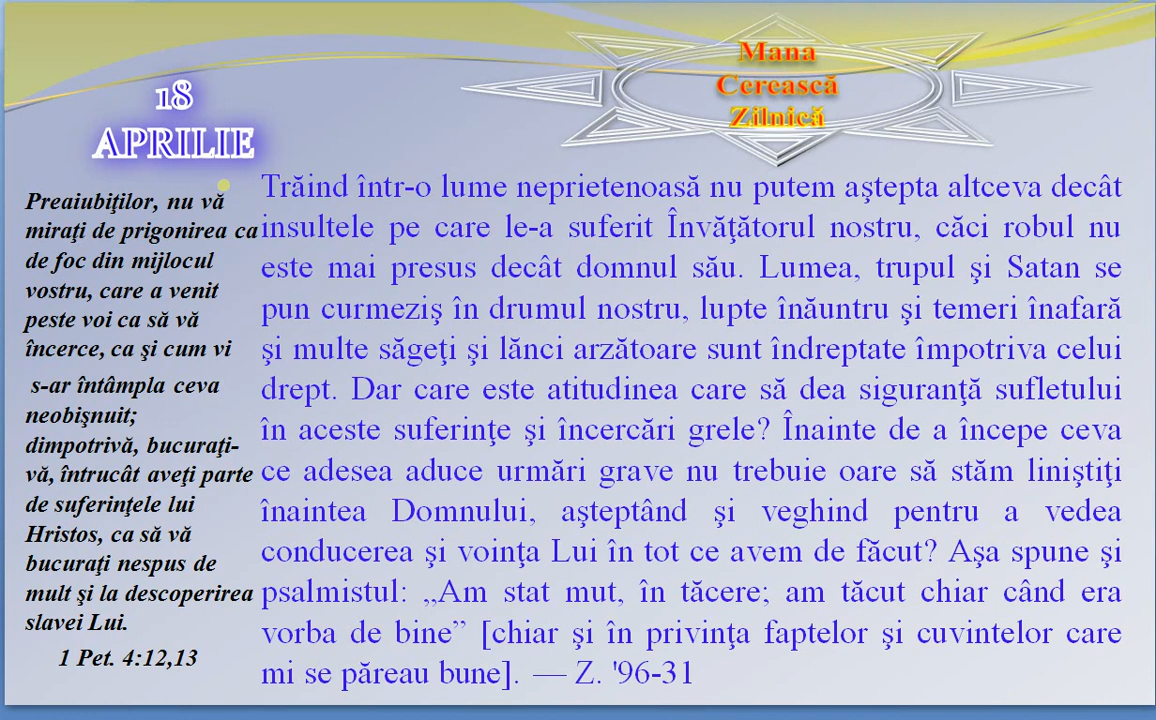 Mana
Cerească
Zilnică
18
APRILIE
Preaiubiţilor, nu vă
miraţi de prigonirea ca
de foc din mijlocul
vostru, care a venit
peste voi ca să vă
încerce, ca şi cum vi
s-ar întâmpla ceva
neobişnuit;
dimpotrivă, bucuraţi-
vă, întrucât aveţi parte
de suferinţele lui
Hristos, ca să vă
bucuraţi nespus de
mult şi la descoperirea
slavei Lui.
1 Pet. 4:12,13
Trăind într-o lume neprietenoasă nu putem aştepta altceva decât
insultele pe care le-a suferit Învăţătorul nostru, căci robul nu
este mai presus decât domnul său. Lumea, trupul şi Satan se
pun curmeziş în drumul nostru, lupte înăuntru şi temeri înafară
şi multe săgeţi şi lănci arzătoare sunt îndreptate împotriva celui
drept. Dar care este atitudinea care să dea siguranţă sufletului
în aceste suferinţe şi încercări grele? Înainte de a începe ceva
ce adesea aduce urmări grave nu trebuie oare să stăm liniştiţi
înaintea Domnului, aşteptând şi veghind pentru a vedea
conducerea şi voinţa Lui în tot ce avem de făcut? Aşa spune şi
psalmistul: „Am stat mut, în tăcere; am tăcut chiar când era
vorba de bine” [chiar şi în privinţa faptelor şi cuvintelor care
mi se păreau bune]. — Z. '96-31